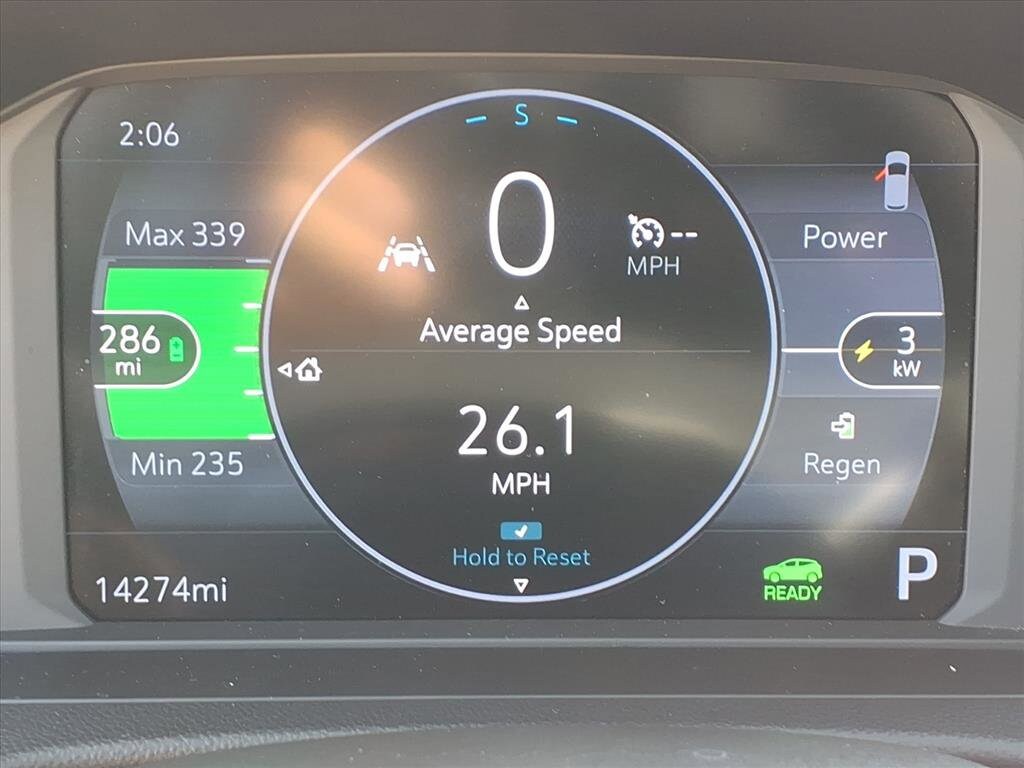 S
2:06
0
Max 339
--
MPH
Power
286
mi
Average Speed
3
kW
26.1
MPH
Min 235
Regen
Hold to Reset
14274mi
READY
P